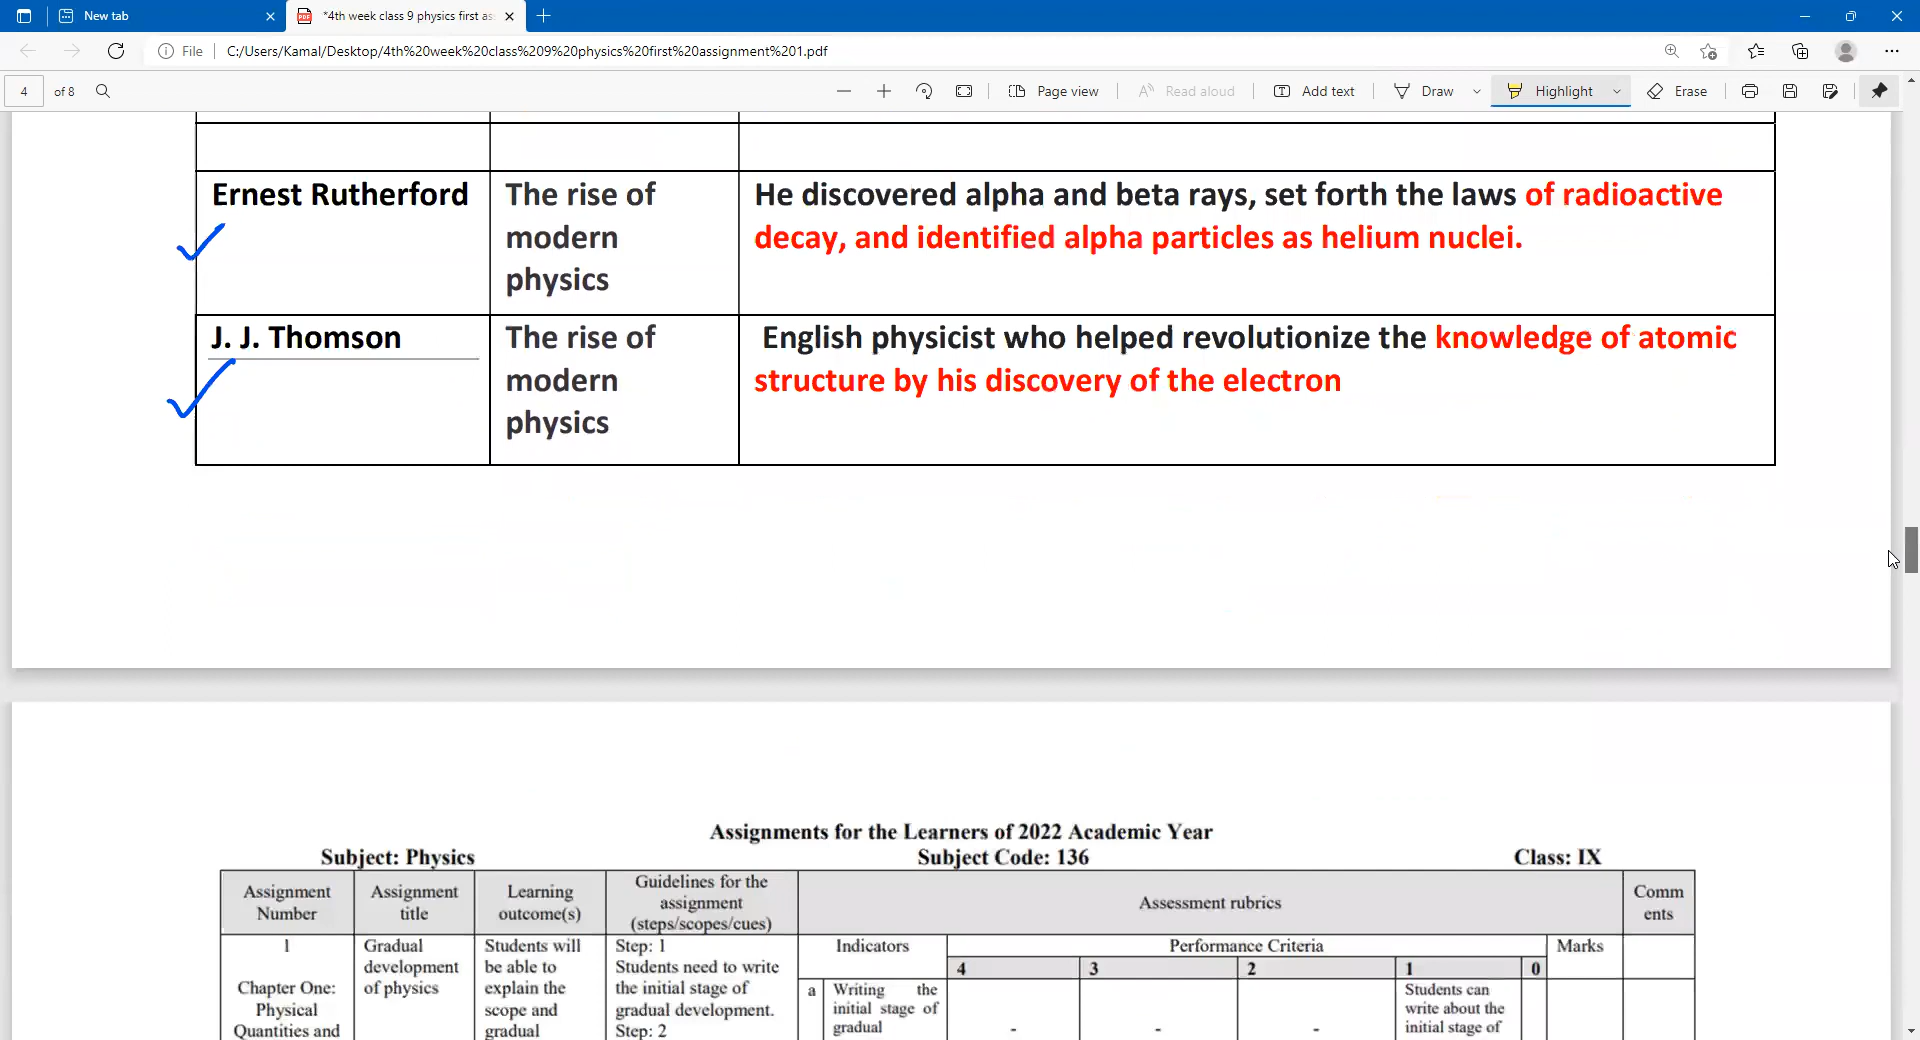 New tab
*4th week class 9 physics first as
File
C:/Users/Kamal/Desktop/4th%20week%20class%209%20physics%20first%20assignment%201.pdf
4 of 8
Page view
Read aloud
Add text
Draw
Highlight
Erase
Ernest Rutherford
The rise of
modern
physics
He discovered alpha and beta rays, set forth the laws of radioactive
decay, and identified alpha particles as helium nuclei.
J. J. Thomson
The rise of
modern
physics
English physicist who helped revolutionize the knowledge of atomic
structure by his discovery of the electron
Assignments for the Learners of 2022 Academic Year
Subject: Physics
Subject Code: 136
Class: IX
Assignment
Number
Assignment
title
Learning
outcome(s)
Guidelines for the
assignment
(steps/scopes/cues)
Assessment rubrics
Comm
ents
1
Chapter One:
Physical
Quantities and
Gradual
development
of physics
Students will
be able to
explain the
scope and
gradual
Step: 1
Students need to write
the initial stage of
gradual development.
Step: 2
Indicators
Performance Criteria
Marks
4
3
2
1
0
a
Writing the
initial stage of
gradual
-
-
-
Students can
write about the
initial stage of